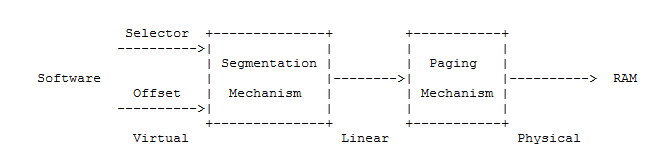 Selector +--------------+ +-----------+
---------->| | | |
| Segmentation | | Paging |
Software | |-------->| |----------> RAM
Offset | Mechanism | | Mechanism |
---------->| | | |
+--------------+ +-----------+
Virtual Linear Physical